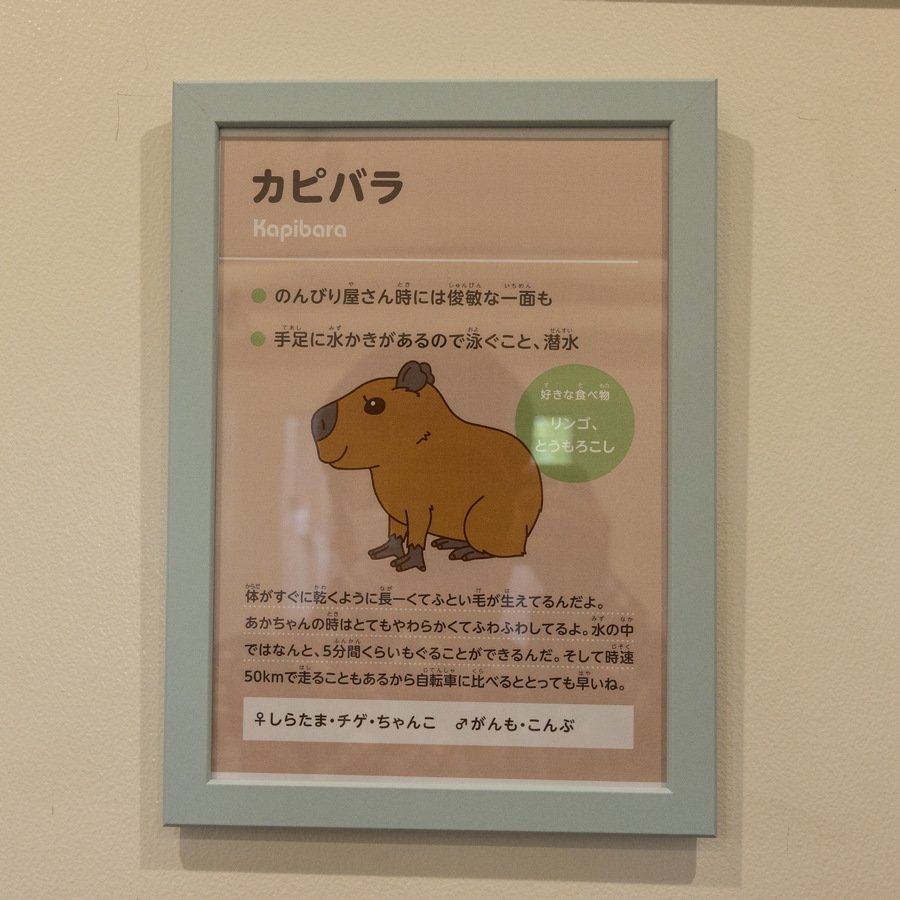 カピバラ
Kapibara
のんびり屋さん時には俊敏な一面も
手足に水かきがあるので泳ぐこと、潜水
好きな食べ物
リンゴ、
とうもろこし
体がすぐに乾くように長ーくてふとい毛が生えてるんだよ。
あかちゃんの時はとてもやわらかくてふわふわしてるよ。水の中
ではなんと、5分間くらいもぐることができるんだ。そして時速
50kmで走ることもあるから自転車に比べるととっても早いね。
♀しらたま・チゲ・ちゃんこ ♂がんも・こんぶ